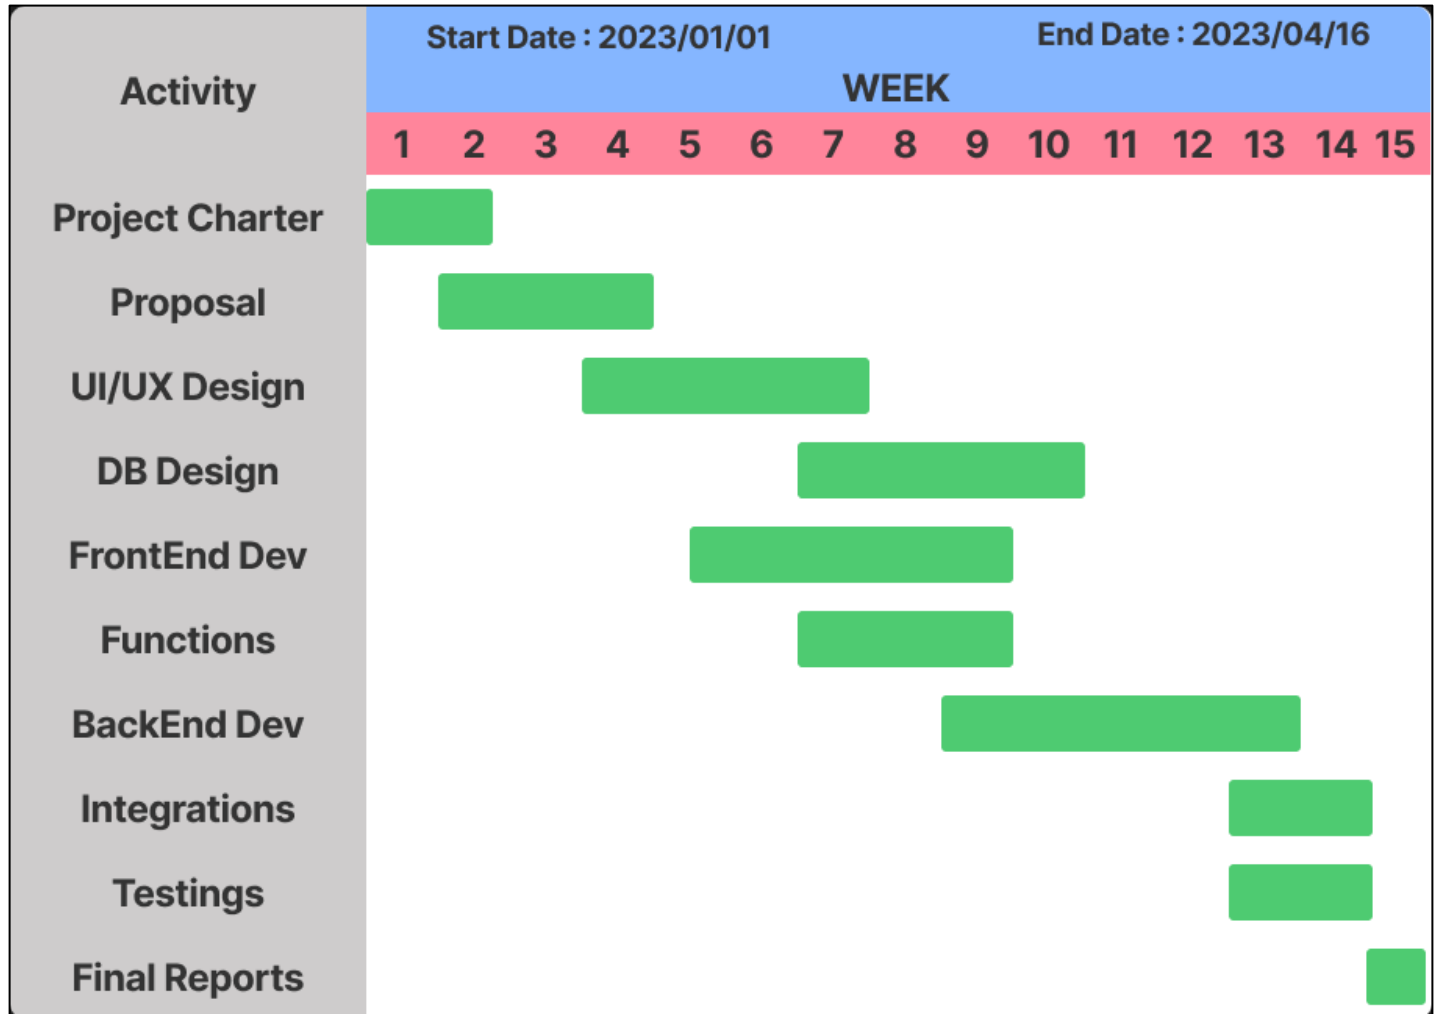 Start Date : 2023/01/01 End Date : 2023/04/16
Activity
WEEK
1 2 3 4 5 6 7 8 9 10 11 12 13 14 15
Project Charter
Proposal
UI/UX Design
DB Design
FrontEnd Dev
Functions
BackEnd Dev
Integrations
Testings
Final Reports